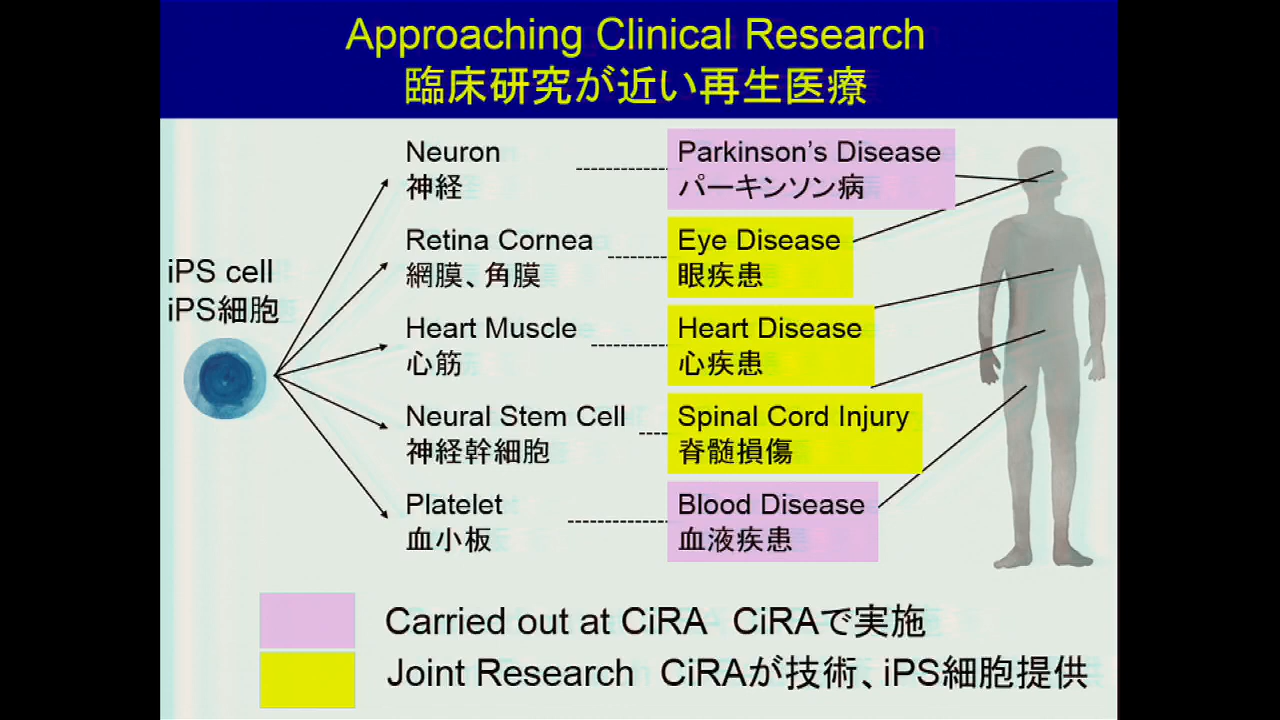 Approaching Clinical Research
臨床研究が近い再生医療
iPS cell
iPS細胞
Neuron
神経
Parkinson's Disease
パーキンソン病
Retina Cornea
網膜、角膜
Eye Disease
眼疾患
Heart Muscle
心筋
Heart Disease
心疾患
Neural Stem Cell
神経幹細胞
Spinal Cord Injury
脊髄損傷
Platelet
血小板
Blood Disease
血液疾患
Carried out at CiRA CiRAで実施
Joint Research CiRAが技術、iPS細胞提供